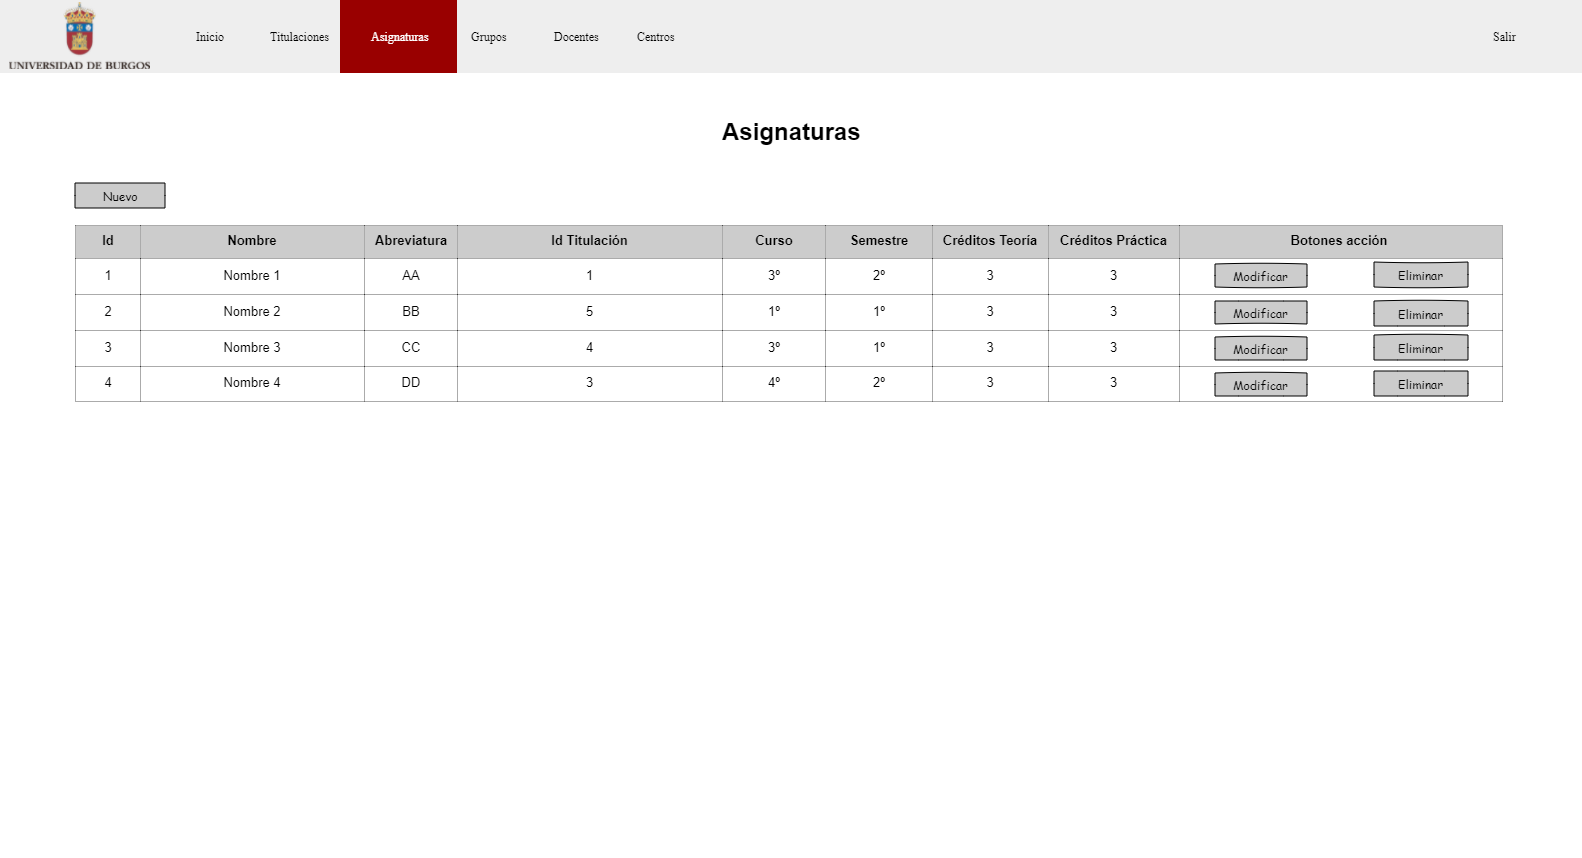 UNIVERSIDAD DE BURGOS
Inicio Titulaciones Asignaturas Grupos Docentes Centros Salir
Asignaturas
Nuevo
Id Nombre Abreviatura Id Titulación Curso Semestre Créditos Teoría Créditos Práctica Botones acción
1 Nombre 1 AA 1 3º 2º 3 3 Modificar Eliminar
2 Nombre 2 BB 5 1º 1º 3 3 Modificar Eliminar
3 Nombre 3 CC 4 3º 1º 3 3 Modificar Eliminar
4 Nombre 4 DD 3 4º 2º 3 3 Modificar Eliminar